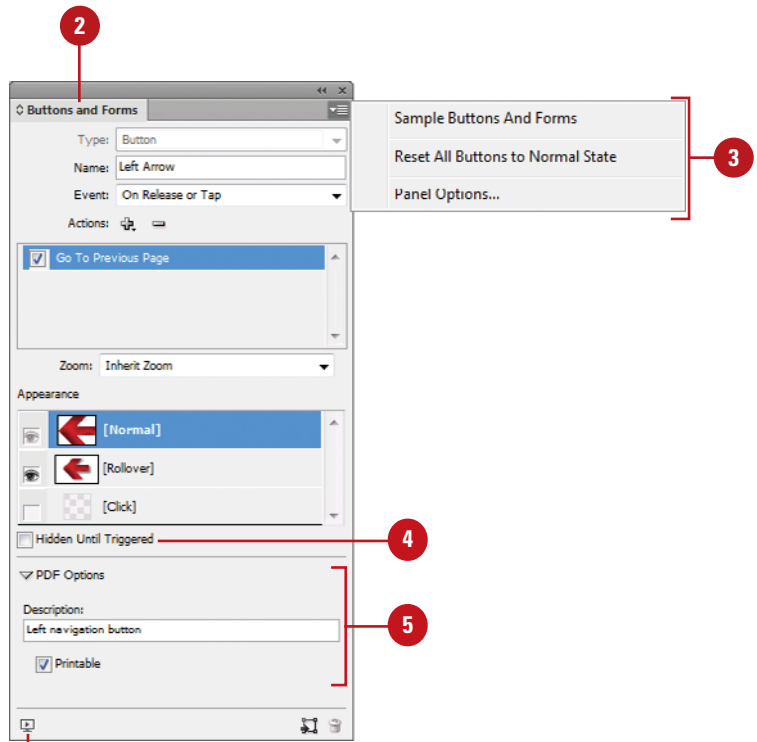 2
Buttons and Forms
Type: Button
Name: Left Arrow
Event: On Release or Tap
Actions:
Go To Previous Page
Zoom: Inherit Zoom
Appearance
[Normal]
[Rollover]
[Click]
Hidden Until Triggered
4
PDF Options
Description:
Left navigation button
Printable
5
Sample Buttons And Forms
Reset All Buttons to Normal State
Panel Options...
3